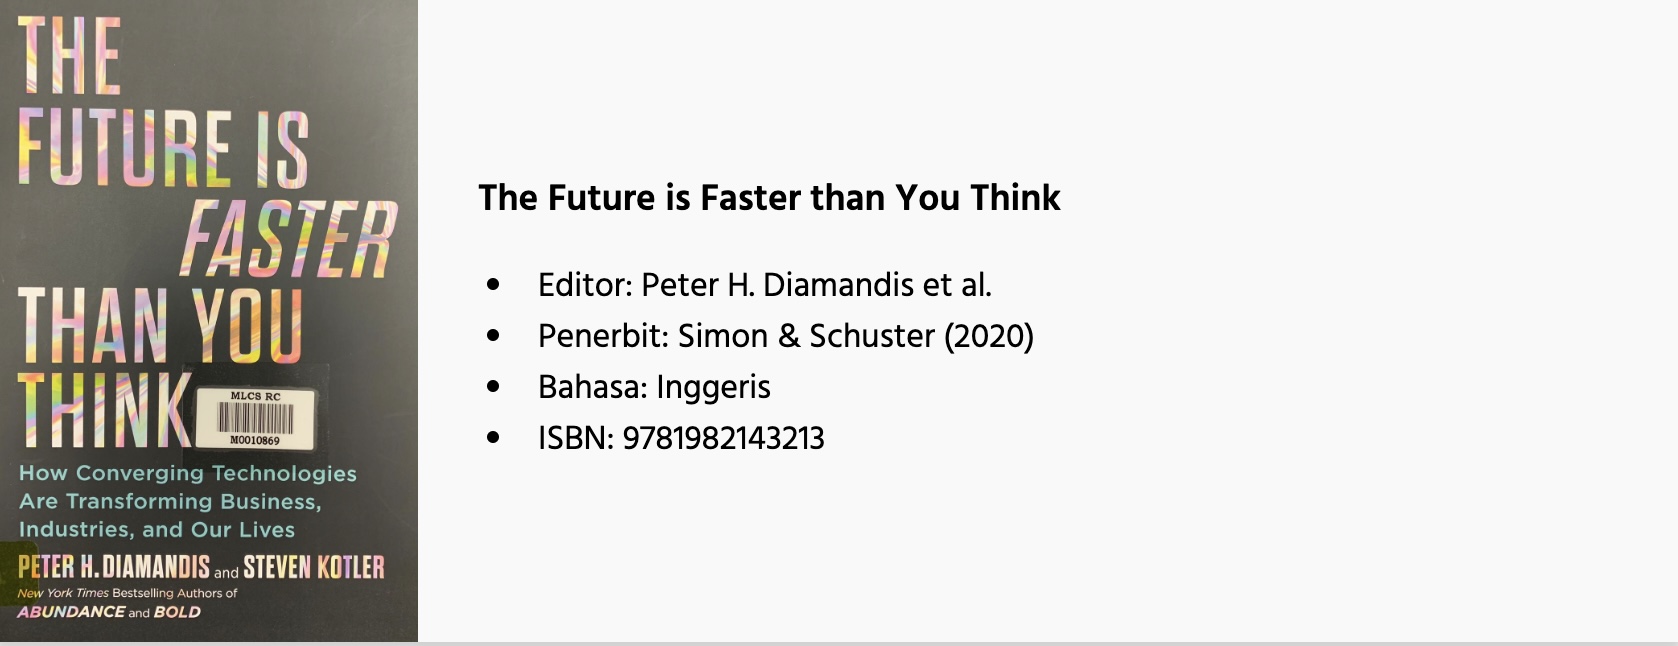 THE
FUTURE IS
FASTER
THAN YOU
THINK
MLCS RC
M0010869
How Converging Technologies
Are Transforming Business,
Industries, and Our Lives
PETER H. DIAMANDIS and STEVEN KOTLER
New York Times Bestselling Authors of
ABUNDANCE and BOLD
The Future is Faster than You Think
• Editor: Peter H. Diamandis et al.
• Penerbit: Simon & Schuster (2020)
• Bahasa: Inggeris
• ISBN: 9781982143213